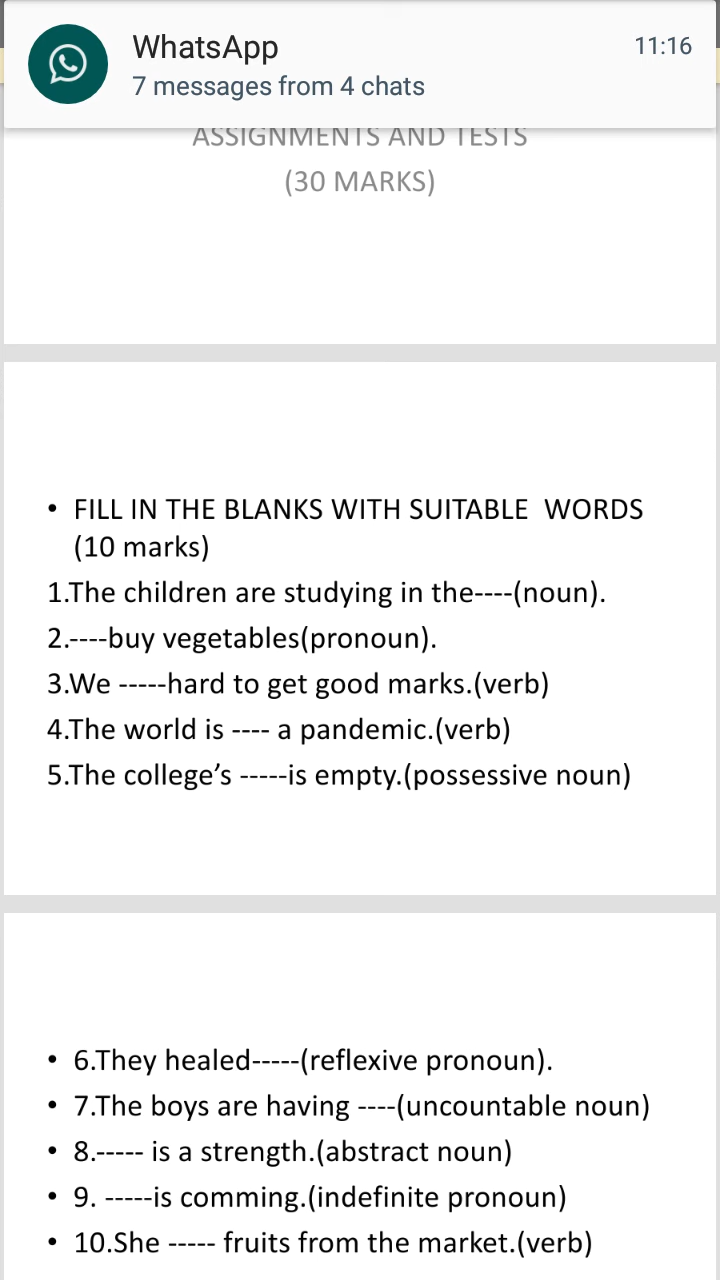 WhatsApp
11:16
7 messages from 4 chats
ASSIGNMENTS AND TESTS
(30 MARKS)
• FILL IN THE BLANKS WITH SUITABLE WORDS
(10 marks)
1.The children are studying in the----(noun).
2.----buy vegetables(pronoun).
3.We -----hard to get good marks.(verb)
4.The world is ---- a pandemic.(verb)
5.The college’s -----is empty.(possessive noun)
• 6.They healed-----(reflexive pronoun).
• 7.The boys are having ----(uncountable noun)
• 8.----- is a strength.(abstract noun)
• 9. -----is comming.(indefinite pronoun)
• 10.She ----- fruits from the market.(verb)